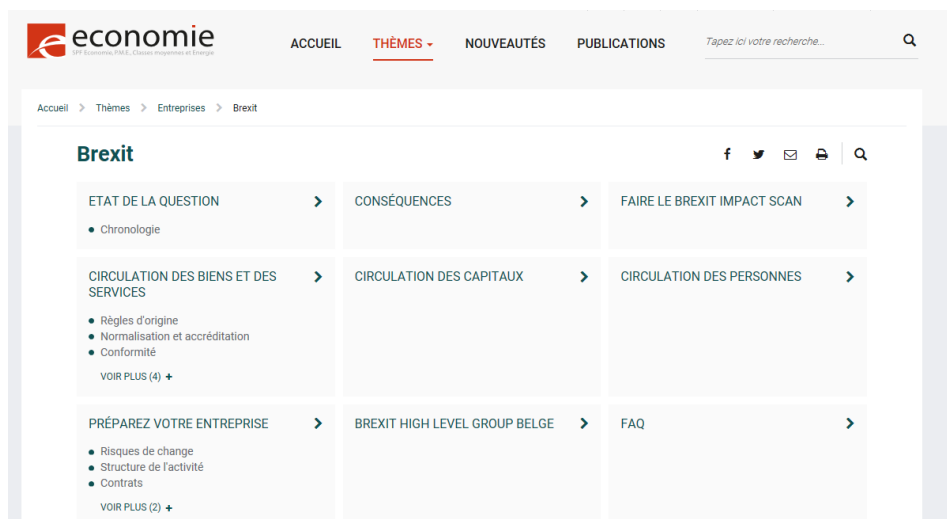 economie
SPF Economie, P.M.E., Classes moyennes et Energie
ACCUEIL THÈMES NOUVEAUTÉS PUBLICATIONS Tapez ici votre recherche...
Accueil > Thèmes > Entreprises > Brexit
Brexit
ETAT DE LA QUESTION
• Chronologie
CONSÉQUENCES
FAIRE LE BREXIT IMPACT SCAN
CIRCULATION DES BIENS ET DES
SERVICES
• Règles d'origine
• Normalisation et accréditation
• Conformité
VOIR PLUS (4) +
CIRCULATION DES CAPITAUX
CIRCULATION DES PERSONNES
PRÉPAREZ VOTRE ENTREPRISE
• Risques de change
• Structure de l'activité
• Contrats
VOIR PLUS (2) +
BREXIT HIGH LEVEL GROUP BELGE
FAQ